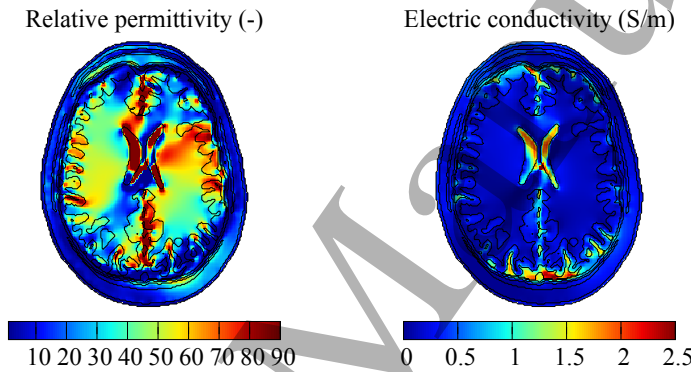 Relative permittivity (-)
Electric conductivity (S/m)
10 20 30 40 50 60 70 80 90
0 0.5 1 1.5 2 2.5